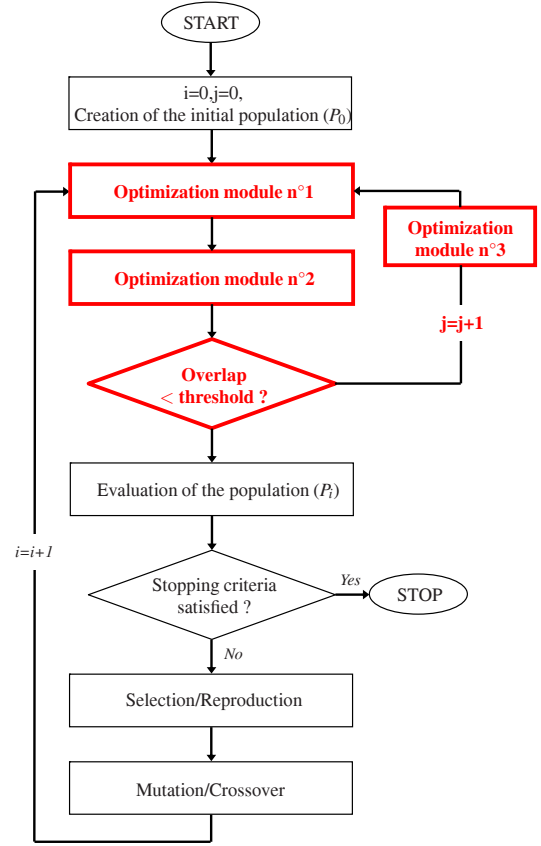 START
i=0,j=0,
Creation of the initial population (P0)
Optimization module n°1
Optimization
module n°3
Optimization module n°2
j=j+1
Overlap
< threshold ?
Evaluation of the population (Pi)
i=i+1
Stopping criteria
satisfied ?
Yes
STOP
No
Selection/Reproduction
Mutation/Crossover